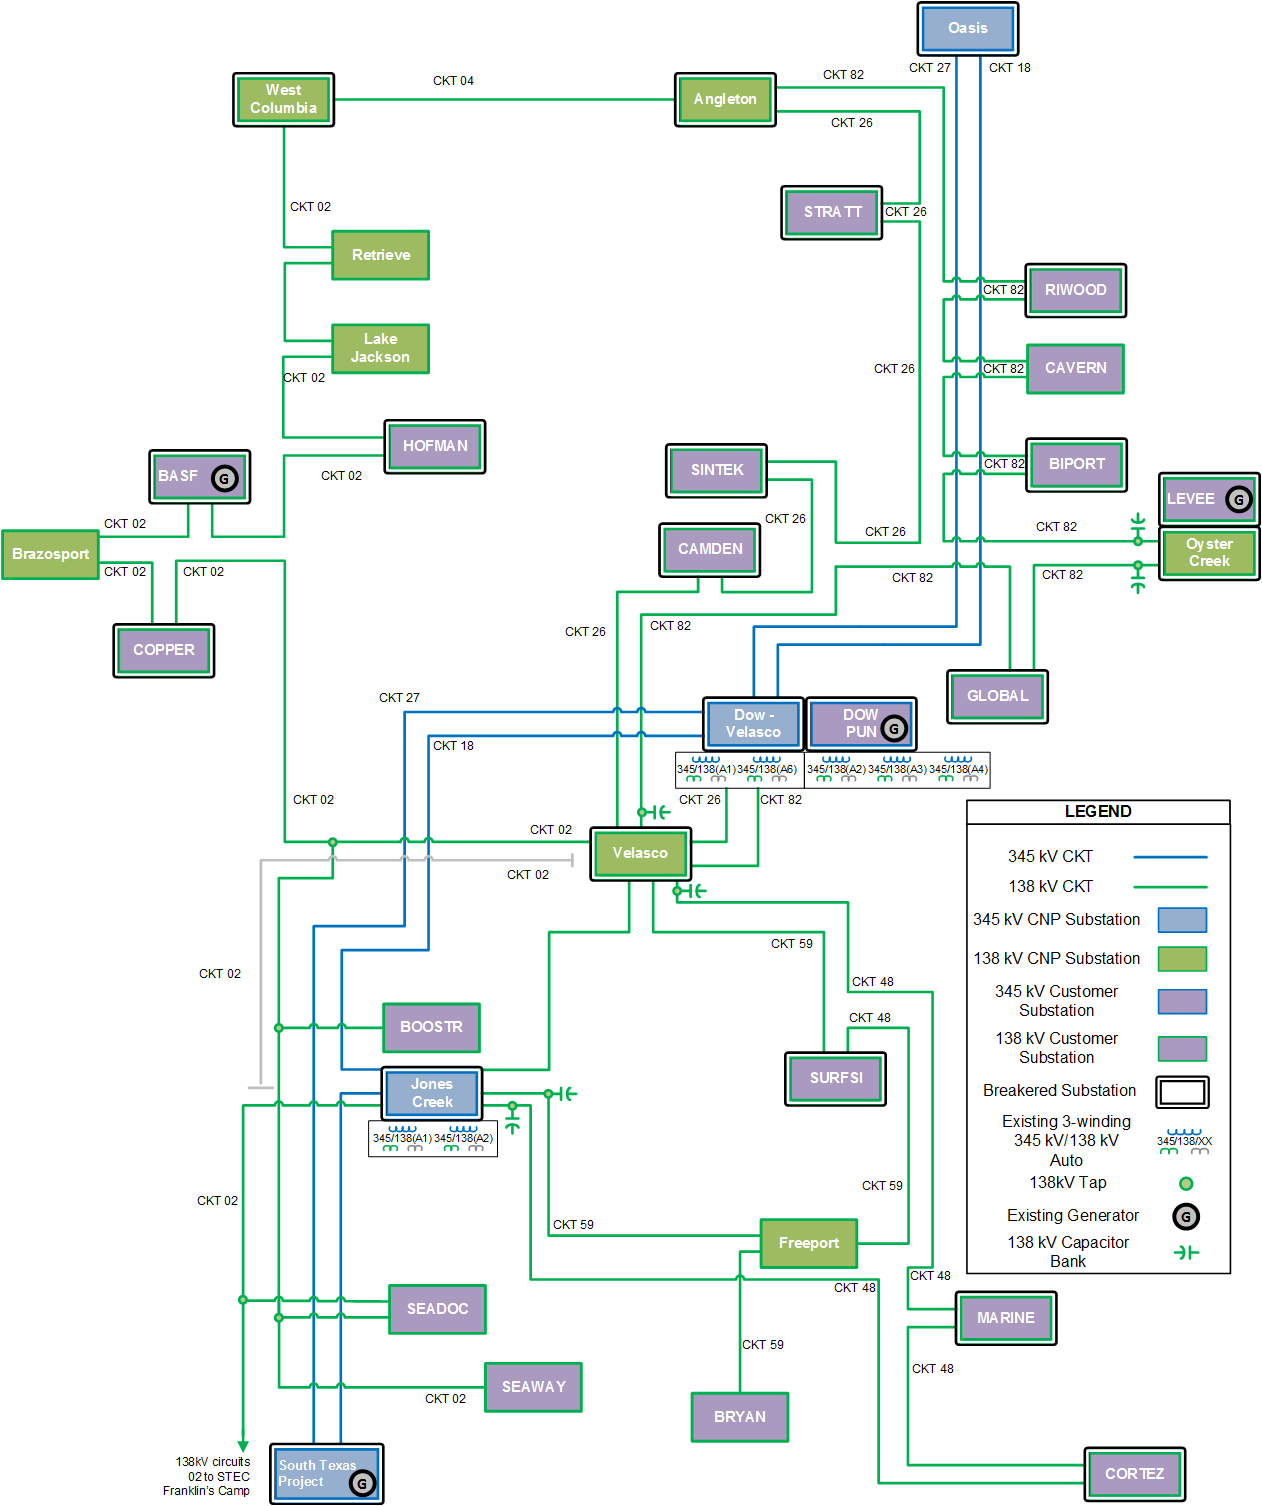 Oasis
CKT 27
CKT 18
West
Columbia
CKT 04
Angleton
CKT 82
CKT 26
STRATT
CKT 26
CKT 02
Retrieve
RIWOOD
CKT 82
Lake
Jackson
CKT 02
CKT 26
CKT 82
CAVERN
HOFMAN
CKT 02
BASF
G
SINTEK
CKT 82
BIPORT
LEVEE
G
CKT 02
Brazosport
CKT 02
CKT 02
CKT 26
CKT 26
CAMDEN
CKT 82
Oyster
Creek
CKT 82
CKT 82
COPPER
CKT 26
CKT 82
GLOBAL
CKT 27
CKT 18
Dow -
Velasco
DOW
PUN
G
345/138(A1)
345/138(A6)
345/138(A2)
345/138(A3)
345/138(A4)
CKT 26
CKT 82
CKT 02
CKT 02
Velasco
CKT 02
CKT 59
CKT 02
CKT 48
CKT 48
BOOSTR
SURFSI
Jones
Creek
345/138(A1)
345/138(A2)
CKT 02
CKT 59
CKT 59
Freeport
CKT 48
CKT 48
SEADOC
MARINE
CKT 59
CKT 48
SEAWAY
CKT 02
BRYAN
138kV circuits
02 to STEC
Franklin's Camp
South Texas
Project
G
CORTEZ
LEGEND
345 kV CKT
138 kV CKT
345 kV CNP Substation
138 kV CNP Substation
345 kV Customer
Substation
138 kV Customer
Substation
Breakered Substation
Existing 3-winding
345 kV/138 kV
Auto
345/138/XX
138kV Tap
Existing Generator
G
138 kV Capacitor
Bank